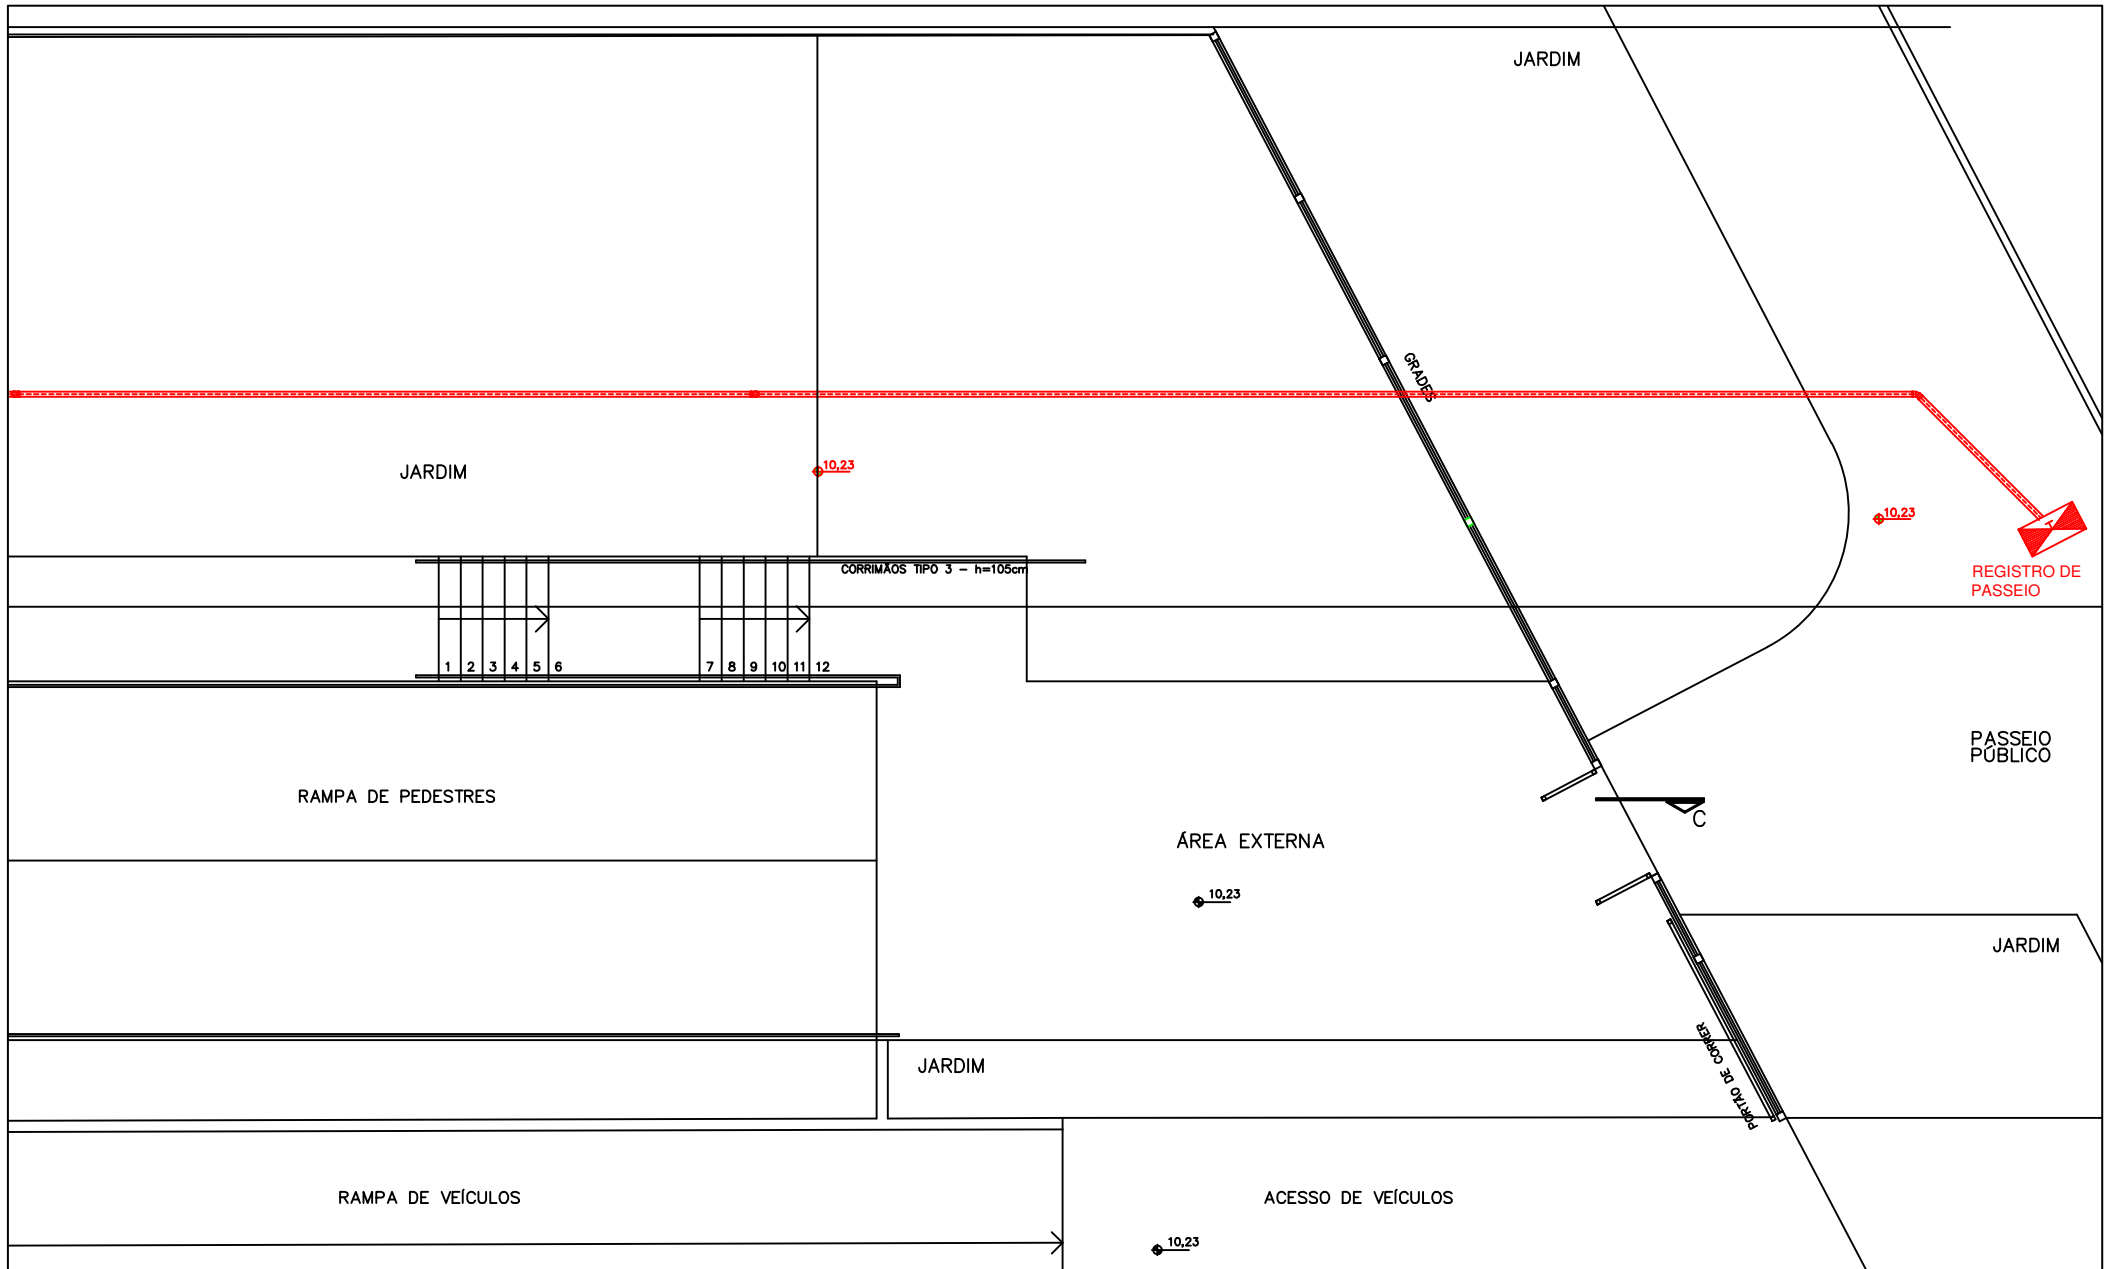 JARDIM
GRADES
JARDIM
10,23
10,23
CORRIMÃOS TIPO 3 - h=105cm
REGISTRO DE
PASSEIO
1 2 3 4 5 6 7 8 9 10 11 12
PASSEIO
PÚBLICO
RAMPA DE PEDESTRES
C
ÁREA EXTERNA
10,23
JARDIM
PORTÃO DE CORRER
JARDIM
RAMPA DE VEÍCULOS
ACESSO DE VEÍCULOS
10,23